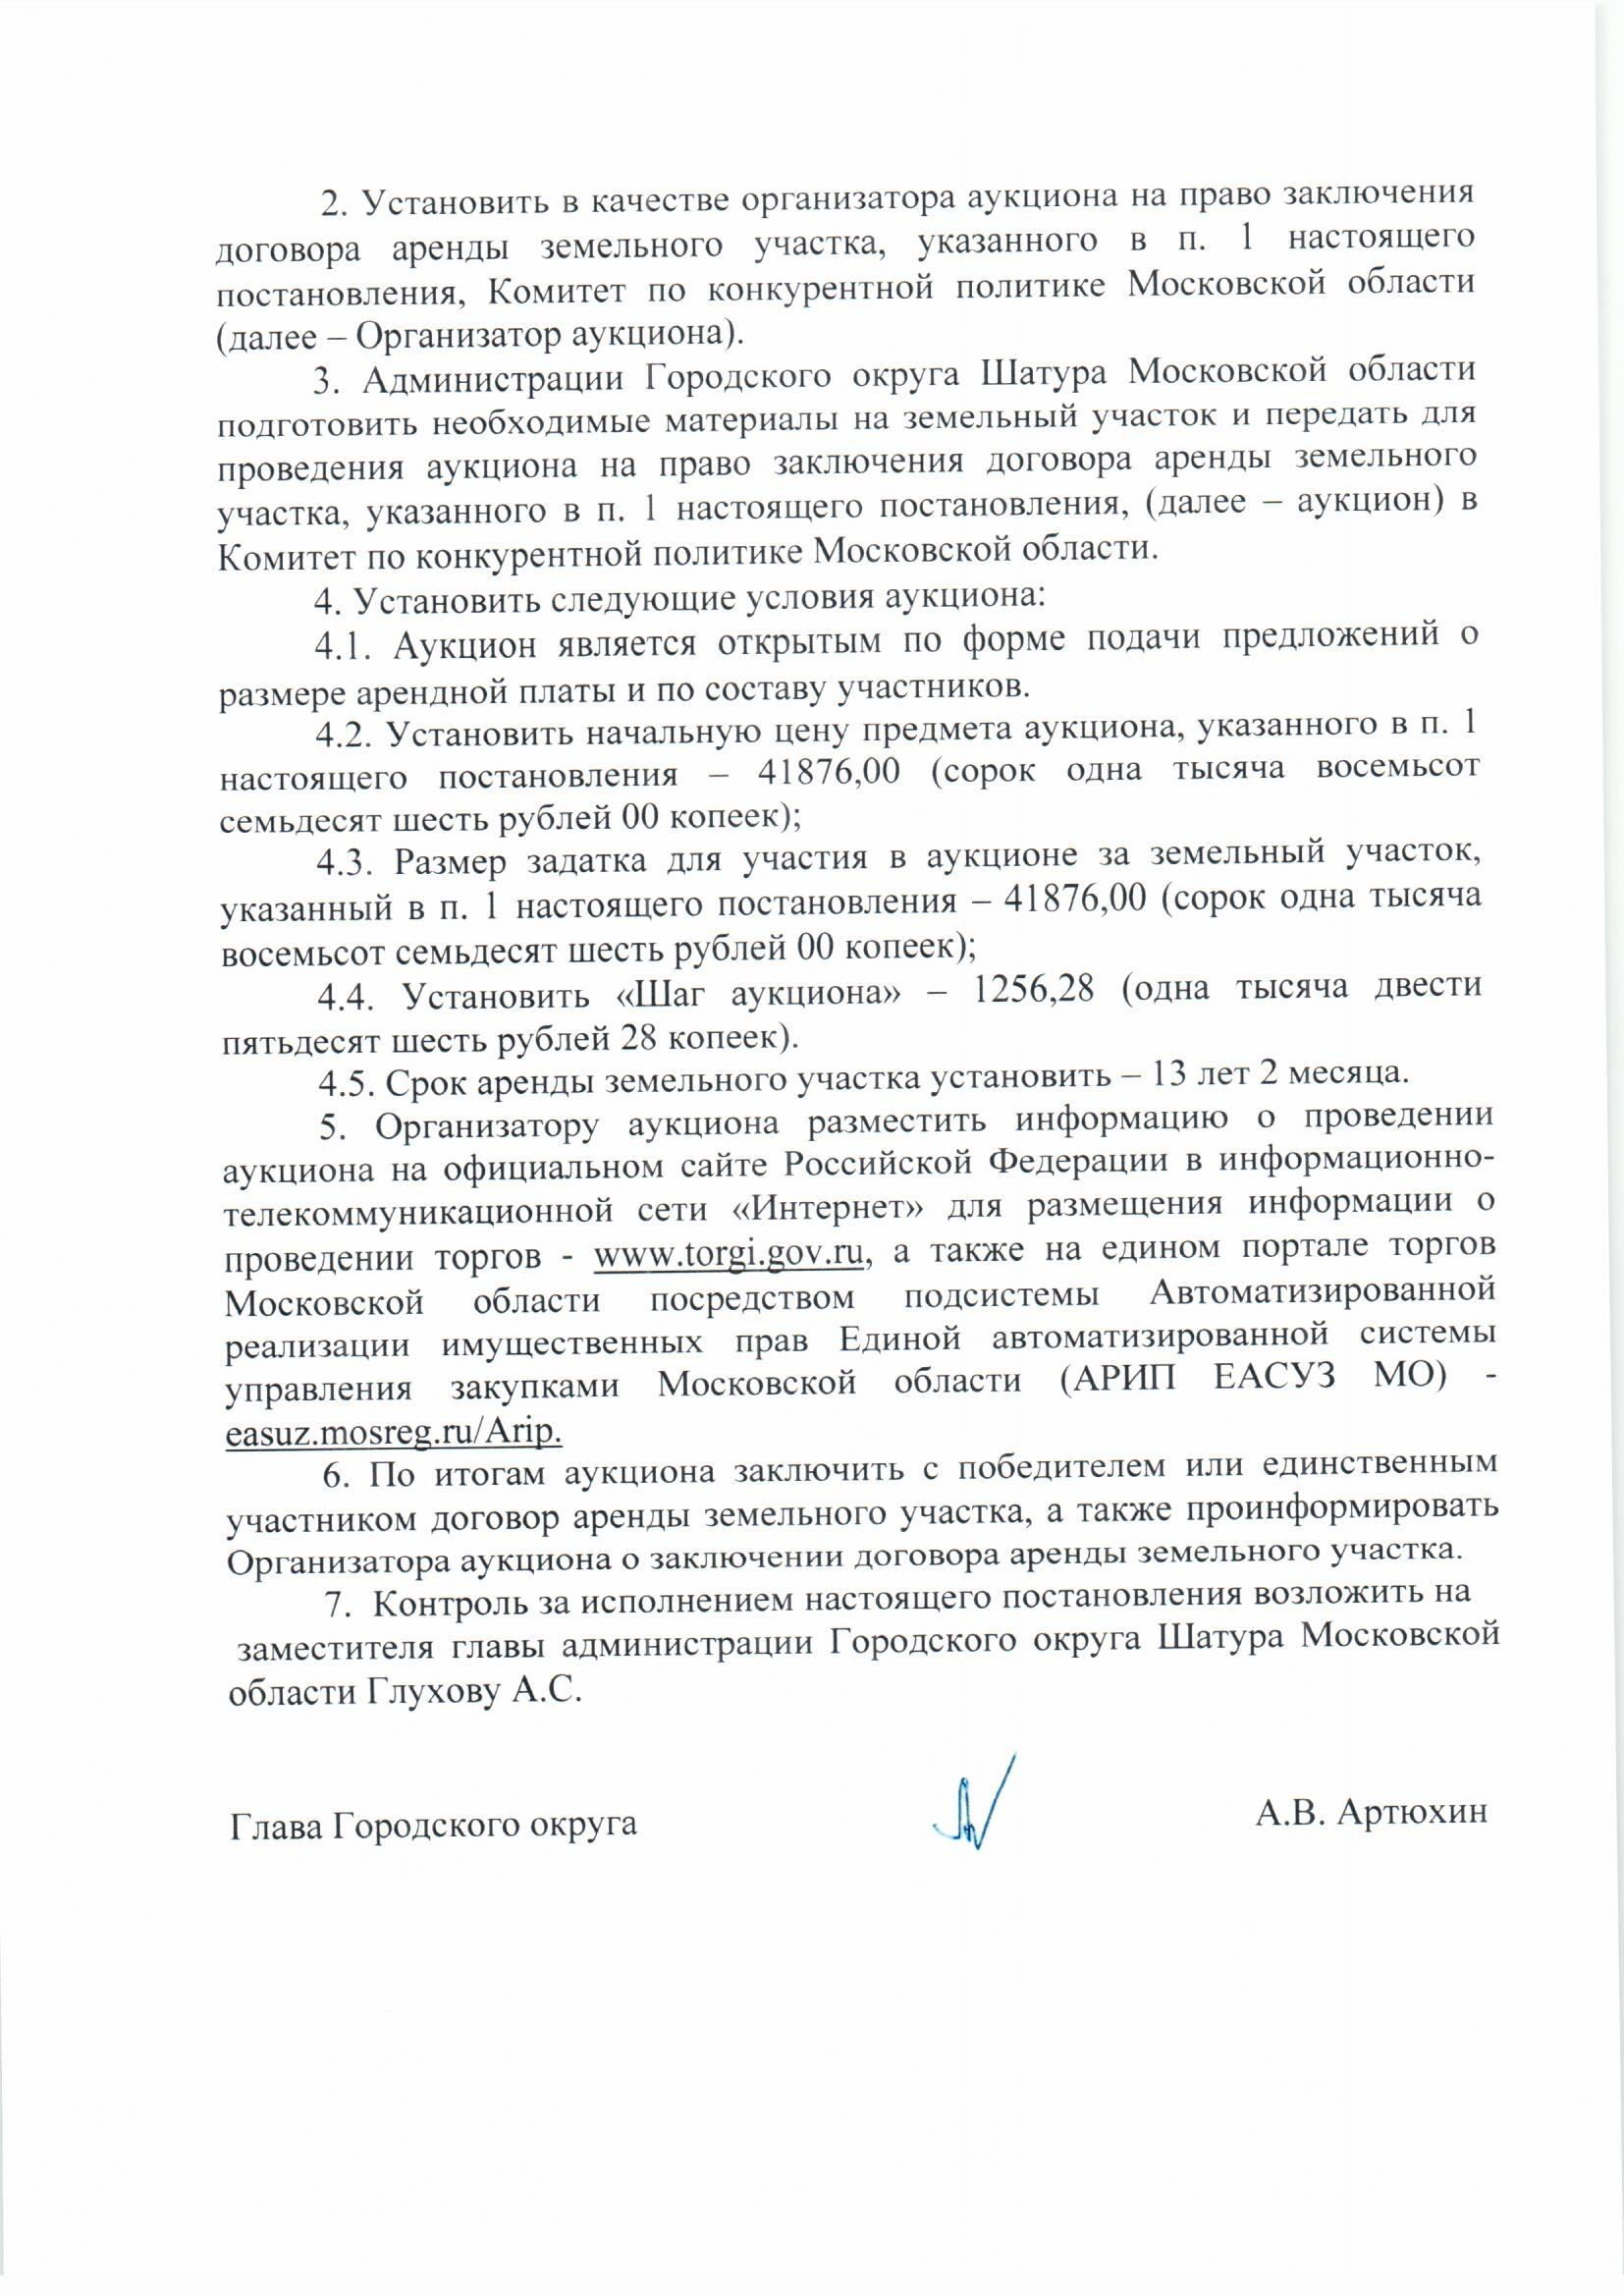 2. Установить в качестве организатора аукциона на право заключения
договора аренды земельного участка, указанного в п. 1 настоящего
постановления, Комитет по конкурентной политике Московской области
(далее – Организатор аукциона).
3. Администрации Городского округа Шатура Московской области
подготовить необходимые материалы на земельный участок и передать для
проведения аукциона на право заключения договора аренды земельного
участка, указанного в п. 1 настоящего постановления, (далее – аукцион) в
Комитет по конкурентной политике Московской области.
4. Установить следующие условия аукциона:
4.1. Аукцион является открытым по форме подачи предложений о
размере арендной платы и по составу участников.
4.2. Установить начальную цену предмета аукциона, указанного в п. 1
настоящего постановления – 41876,00 (сорок одна тысяча восемьсот
семьдесят шесть рублей 00 копеек);
4.3. Размер задатка для участия в аукционе за земельный участок,
указанный в п. 1 настоящего постановления – 41876,00 (сорок одна тысяча
восемьсот семьдесят шесть рублей 00 копеек);
4.4. Установить «Шаг аукциона» – 1256,28 (одна тысяча двести
пятьдесят шесть рублей 28 копеек).
4.5. Срок аренды земельного участка установить – 13 лет 2 месяца.
5. Организатору аукциона разместить информацию о проведении
аукциона на официальном сайте Российской Федерации в информационно-
телекоммуникационной сети «Интернет» для размещения информации о
проведении торгов - www.torgi.gov.ru, а также на едином портале торгов
Московской области посредством подсистемы Автоматизированной
реализации имущественных прав Единой автоматизированной системы
управления закупками Московской области (АРИП ЕАСУЗ МО) -
easuz.mosreg.ru/Arip.
6. По итогам аукциона заключить с победителем или единственным
участником договор аренды земельного участка, а также проинформировать
Организатора аукциона о заключении договора аренды земельного участка.
7. Контроль за исполнением настоящего постановления возложить на
заместителя главы администрации Городского округа Шатура Московской
области Глухову А.С.
Глава Городского округа А.В. Артюхин